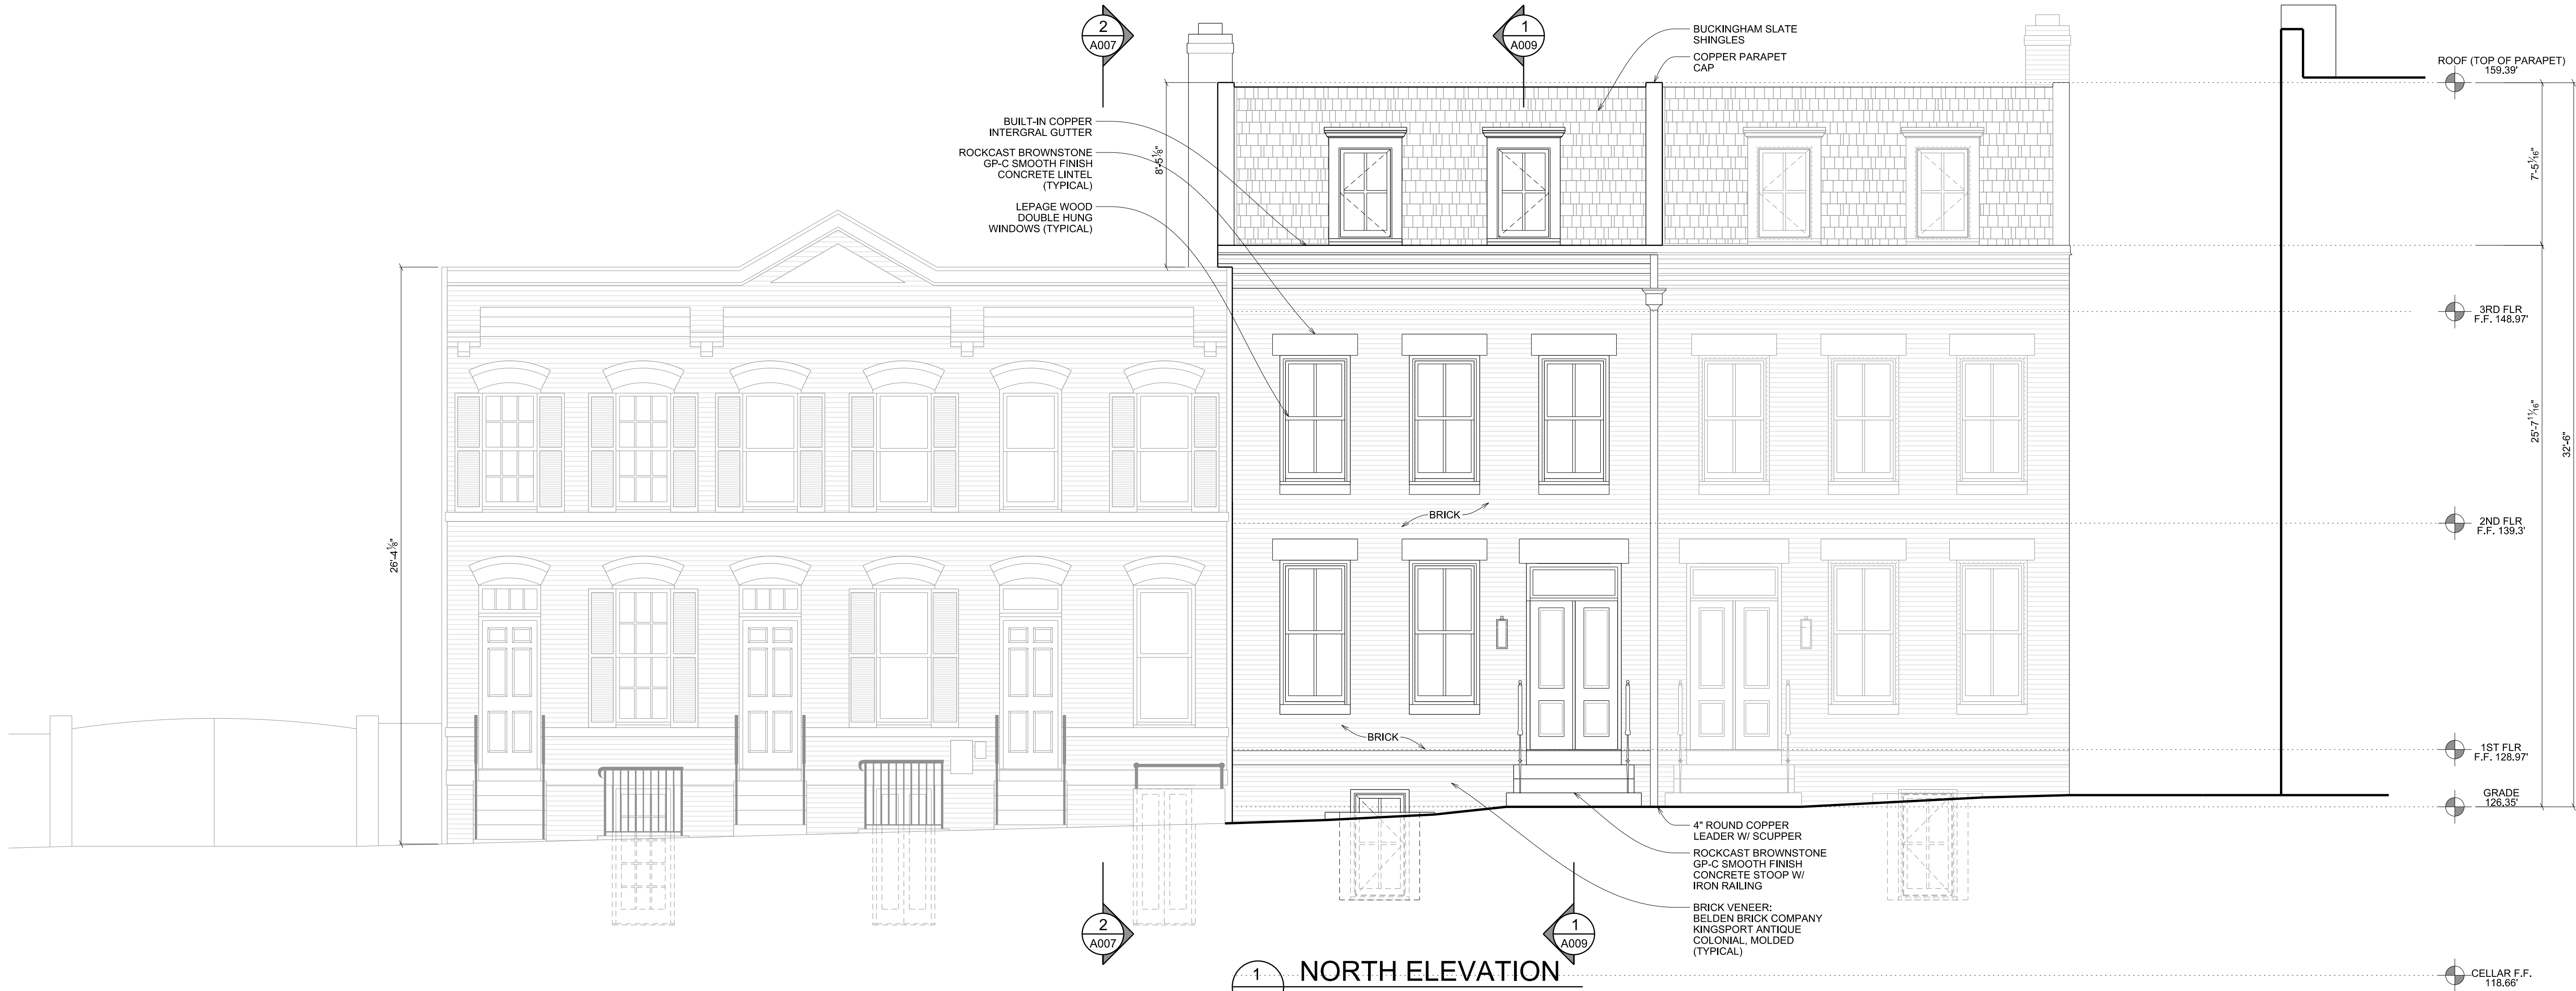 2
A007
1
A009
BUCKINGHAM SLATE
SHINGLES
COPPER PARAPET
CAP
ROOF (TOP OF PARAPET)
159.39'
BUILT-IN COPPER
INTERGRAL GUTTER
ROCKCAST BROWNSTONE
GP-C SMOOTH FINISH
CONCRETE LINTEL
(TYPICAL)
LEPAGE WOOD
DOUBLE HUNG
WINDOWS (TYPICAL)
8'-5⅛"
7'-5 1/16"
3RD FLR
F.F. 148.97'
25'-7 11/16"
32'-6"
26'-4⅛"
BRICK
2ND FLR
F.F. 139.3'
BRICK
1ST FLR
F.F. 128.97'
GRADE
126.35'
4" ROUND COPPER
LEADER W/ SCUPPER
ROCKCAST BROWNSTONE
GP-C SMOOTH FINISH
CONCRETE STOOP W/
IRON RAILING
BRICK VENEER:
BELDEN BRICK COMPANY
KINGSPORT ANTIQUE
COLONIAL, MOLDED
(TYPICAL)
2
A007
1
A009
1
NORTH ELEVATION
CELLAR F.F.
118.66'